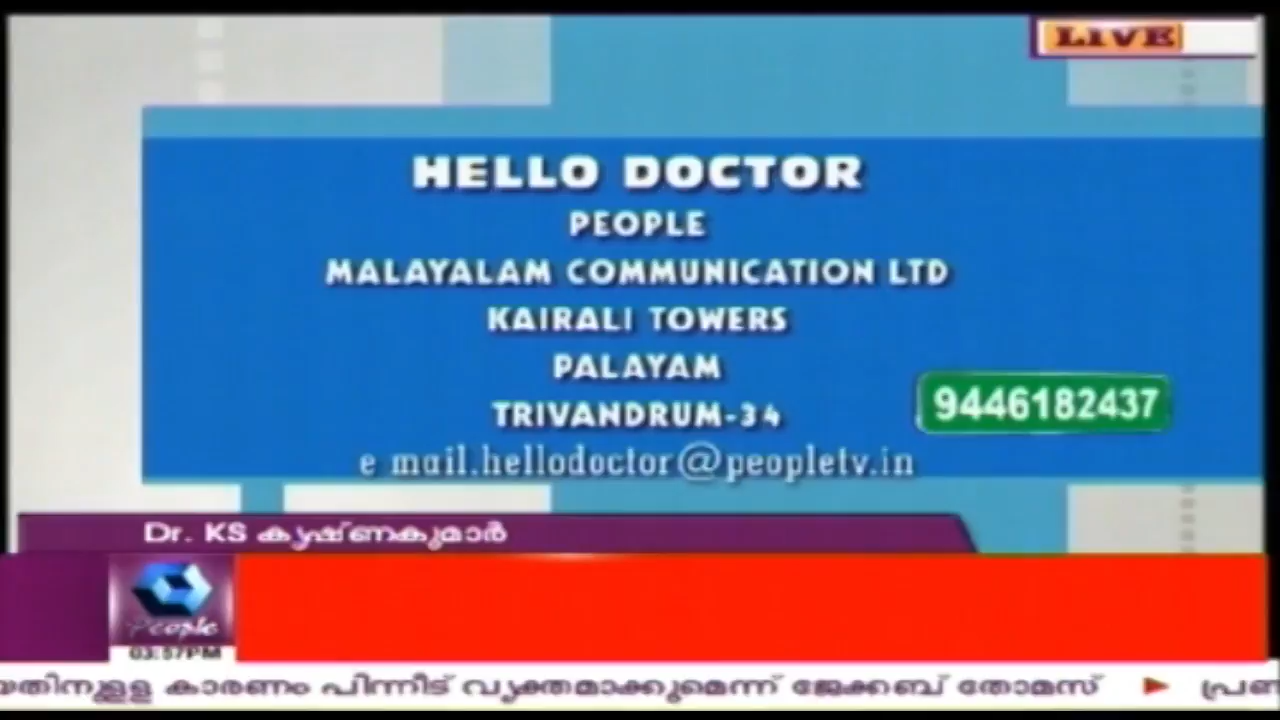 LIVE
HELLO DOCTOR
PEOPLE
MALAYALAM COMMUNICATION LTD
KAIRALI TOWERS
PALAYAM
TRIVANDRUM-34
9446182437
e mail.hellodoctor@peopletv.in
Dr. KS കൃഷ്ണകുമാർ
People
03:57PM
കാരണം പിന്നീട് വ്യക്തമാക്കുമെന്ന് ജേക്കബ് തോമസ്